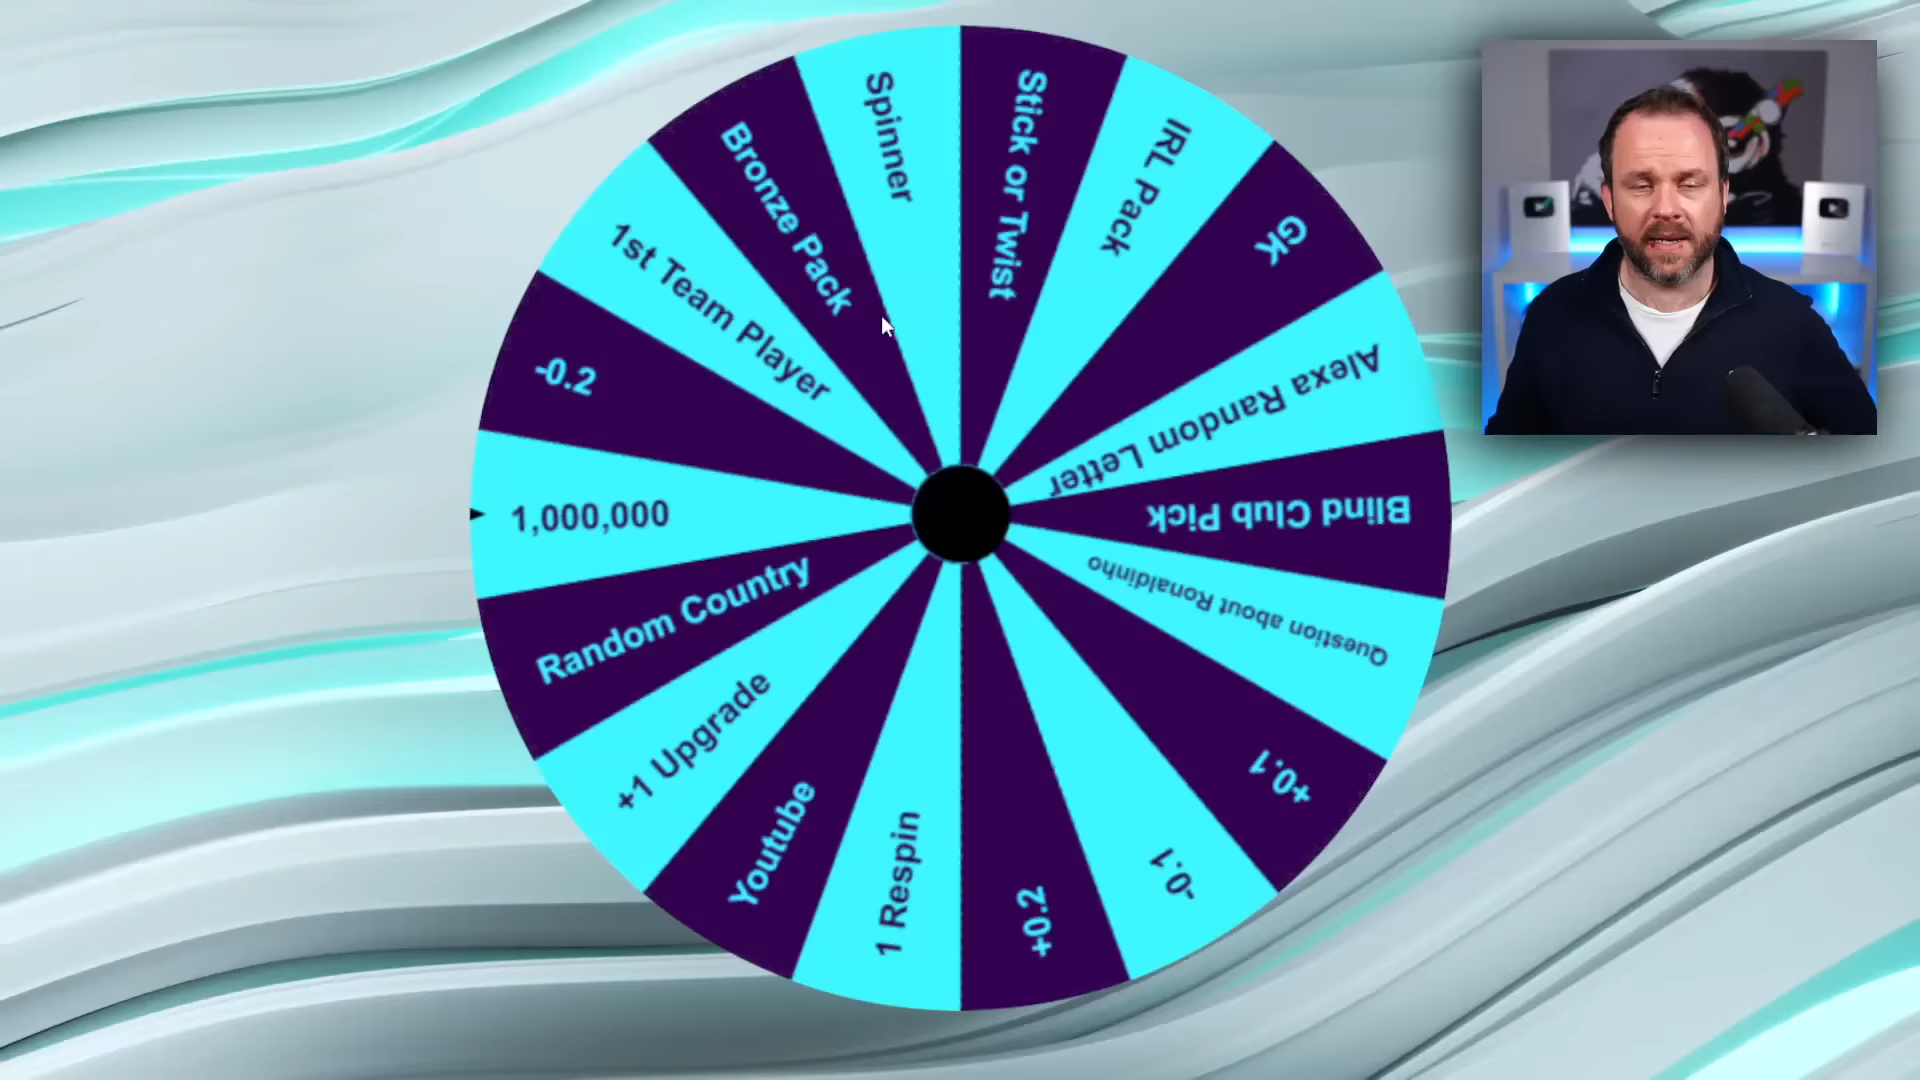 Spinner
Stick or Twist
IRL Pack
GK
Alexa Random Letter
Blind Club Pick
Question about Ronaldinho
+0.1
-0.1
+0.2
1 Respin
Youtube
+1 Upgrade
Random Country
1,000,000
-0.2
1st Team Player
Bronze Pack